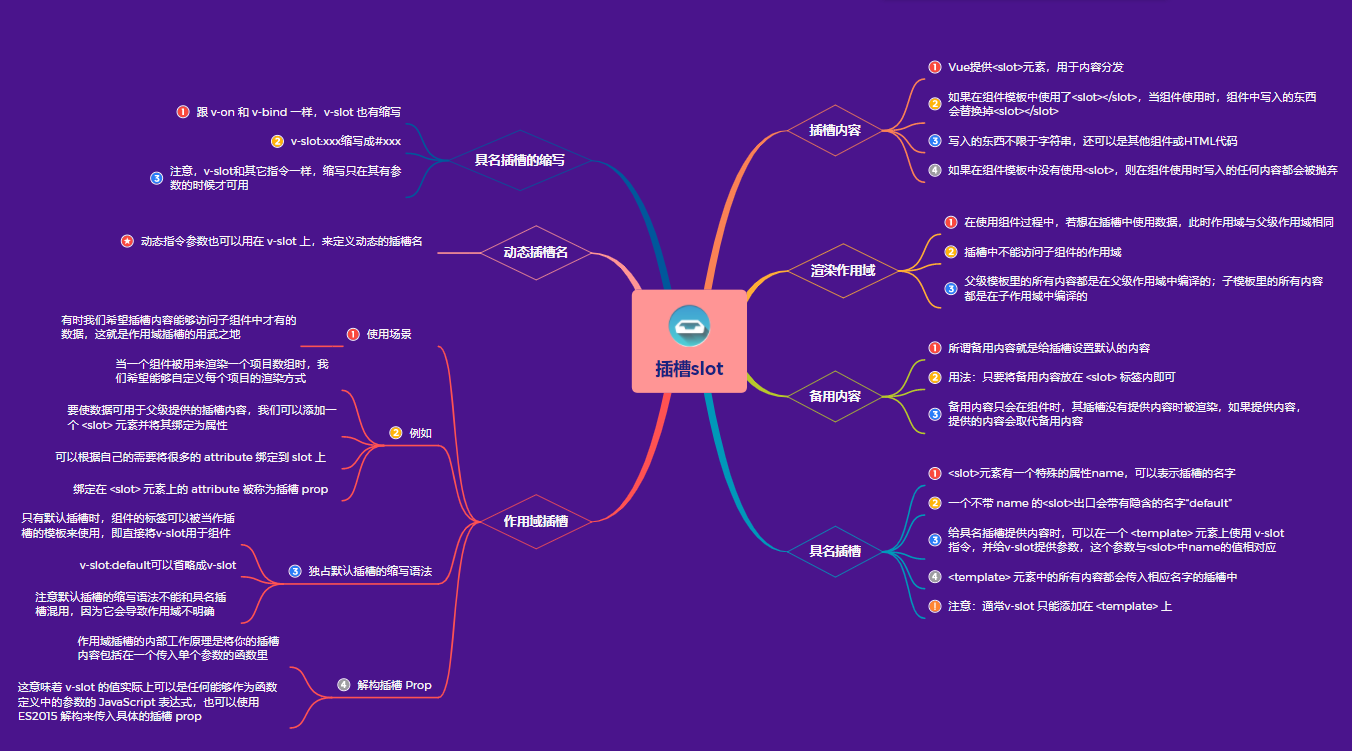 插槽slot
插槽内容
1 Vue提供<slot>元素，用于内容分发
2 如果在组件模板中使用了<slot></slot>，当组件使用时，组件中写入的东西
会替换掉<slot></slot>
3 写入的东西不限于字符串，还可以是其他组件或HTML代码
4 如果在组件模板中没有使用<slot>，则在组件使用时写入的任何内容都会被抛弃
渲染作用域
1 在使用组件过程中，若想在插槽中使用数据，此时作用域与父级作用域相同
2 插槽中不能访问子组件的作用域
3 父级模板里的所有内容都是在父级作用域中编译的；子模板里的所有内容
都是在子作用域中编译的
备用内容
1 所谓备用内容就是给插槽设置默认的内容
2 用法：只要将备用内容放在 <slot> 标签内即可
3 备用内容只会在组件时，其插槽没有提供内容时被渲染，如果提供内容，
提供的内容会取代备用内容
具名插槽
1 <slot>元素有一个特殊的属性name，可以表示插槽的名字
2 一个不带 name 的<slot>出口会带有隐含的名字“default”
3 给具名插槽提供内容时，可以在一个 <template> 元素上使用 v-slot
指令，并给v-slot提供参数，这个参数与<slot>中name的值相对应
4 <template> 元素中的所有内容都会传入相应名字的插槽中
! 注意：通常v-slot 只能添加在 <template> 上
具名插槽的缩写
1 跟 v-on 和 v-bind 一样，v-slot 也有缩写
2 v-slot:xxx缩写成#xxx
3 注意，v-slot和其它指令一样，缩写只在其有参
数的时候才可用
动态插槽名
动态指令参数也可以用在 v-slot 上，来定义动态的插槽名
作用域插槽
1 使用场景
有时我们希望插槽内容能够访问子组件中才有的
数据，这就是作用域插槽的用武之地
2 例如
当一个组件被用来渲染一个项目数组时，我
们希望能够自定义每个项目的渲染方式
要使数据可用于父级提供的插槽内容，我们可以添加一
个 <slot> 元素并将其绑定为属性
可以根据自己的需要将很多的 attribute 绑定到 slot 上
绑定在 <slot> 元素上的 attribute 被称为插槽 prop
3 独占默认插槽的缩写语法
只有默认插槽时，组件的标签可以被当作插
槽的模板来使用，即直接将v-slot用于组件
v-slot:default可以省略成v-slot
注意默认插槽的缩写语法不能和具名插
槽混用，因为它会导致作用域不明确
4 解构插槽 Prop
作用域插槽的内部工作原理是将你的插槽
内容包括在一个传入单个参数的函数里
这意味着 v-slot 的值实际上可以是任何能够作为函数
定义中的参数的 JavaScript 表达式，也可以使用
ES2015 解构来传入具体的插槽 prop